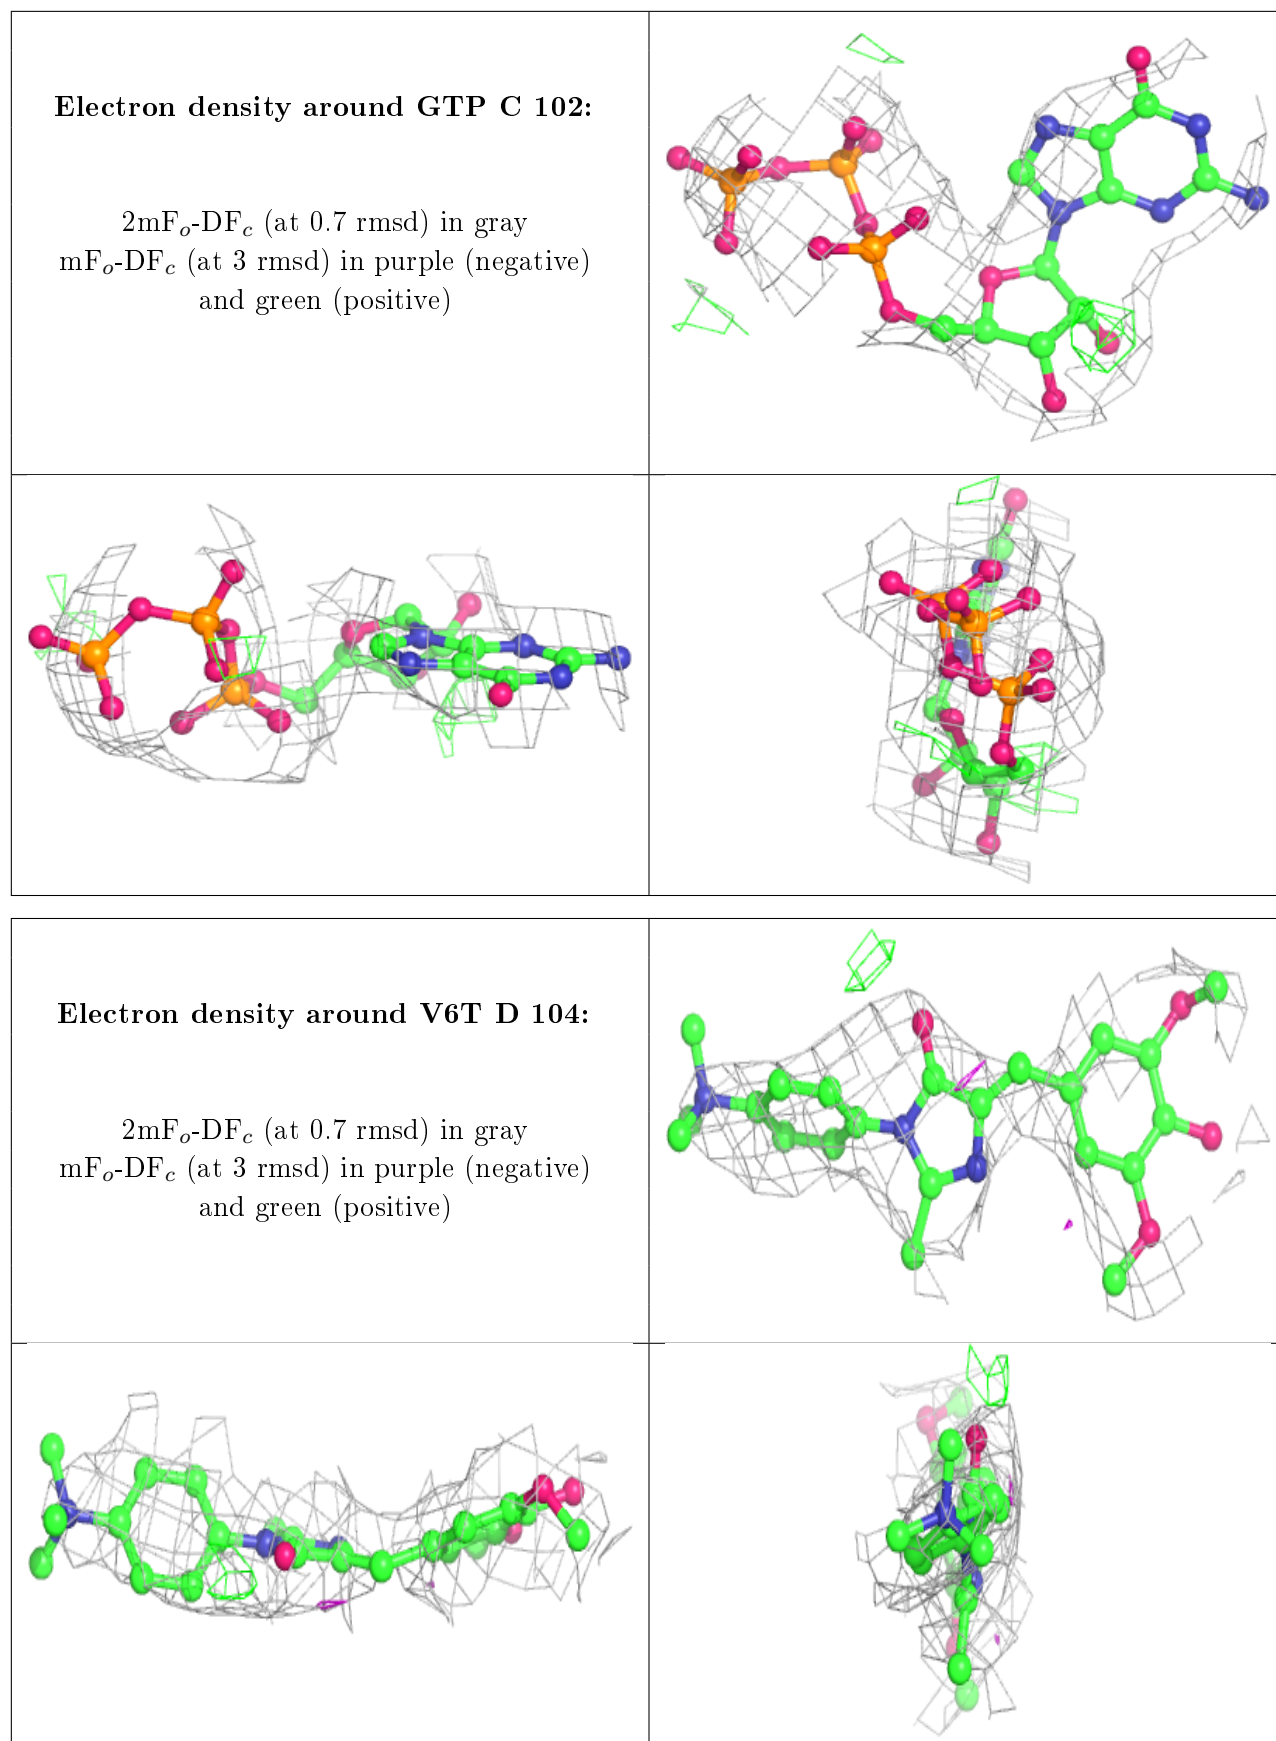 Electron density around GTP C 102:
2mFo-DFc (at 0.7 rmsd) in gray
mFo-DFc (at 3 rmsd) in purple (negative)
and green (positive)
Electron density around V6T D 104:
2mFo-DFc (at 0.7 rmsd) in gray
mFo-DFc (at 3 rmsd) in purple (negative)
and green (positive)